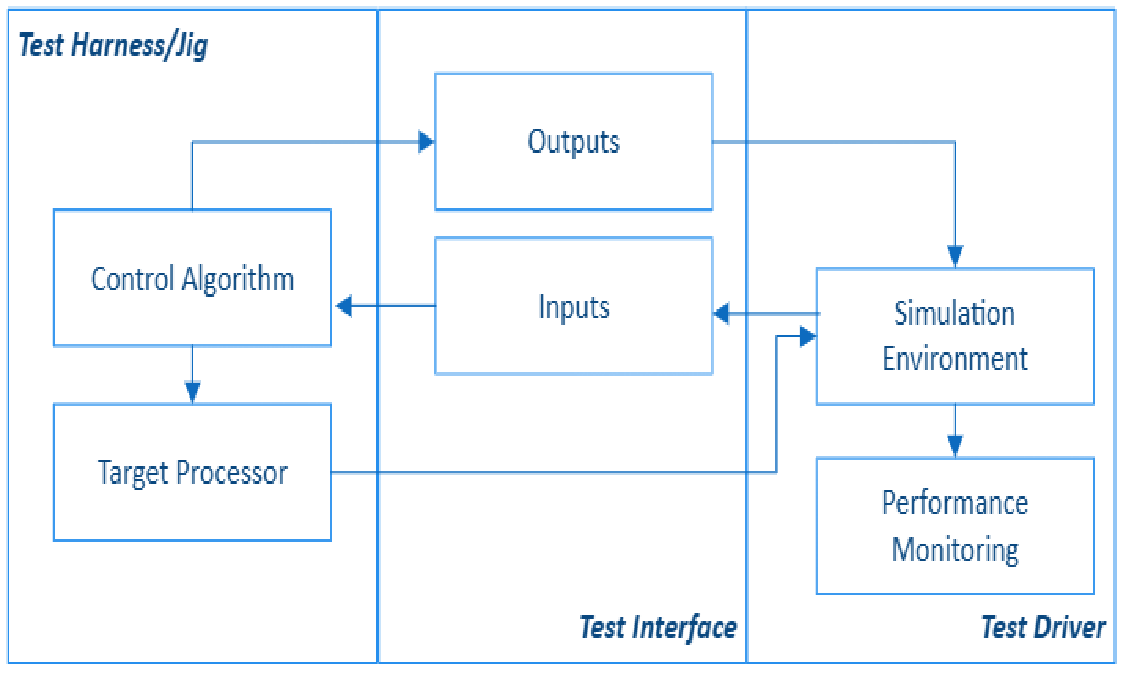 Test Harness/Jig
Outputs
Control Algorithm
Inputs
Simulation
Environment
Target Processor
Performance
Monitoring
Test Interface
Test Driver